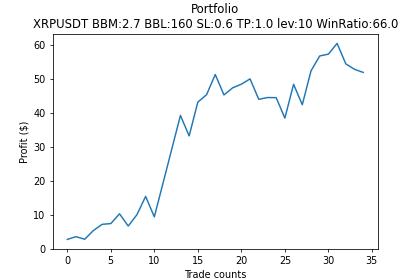 Portfolio
XRPUSDT BBM:2.7 BBL:160 SL:0.6 TP:1.0 lev:10 WinRatio:66.0
60
50
40
30
20
10
0
Profit ($)
0 5 10 15 20 25 30 35
Trade counts